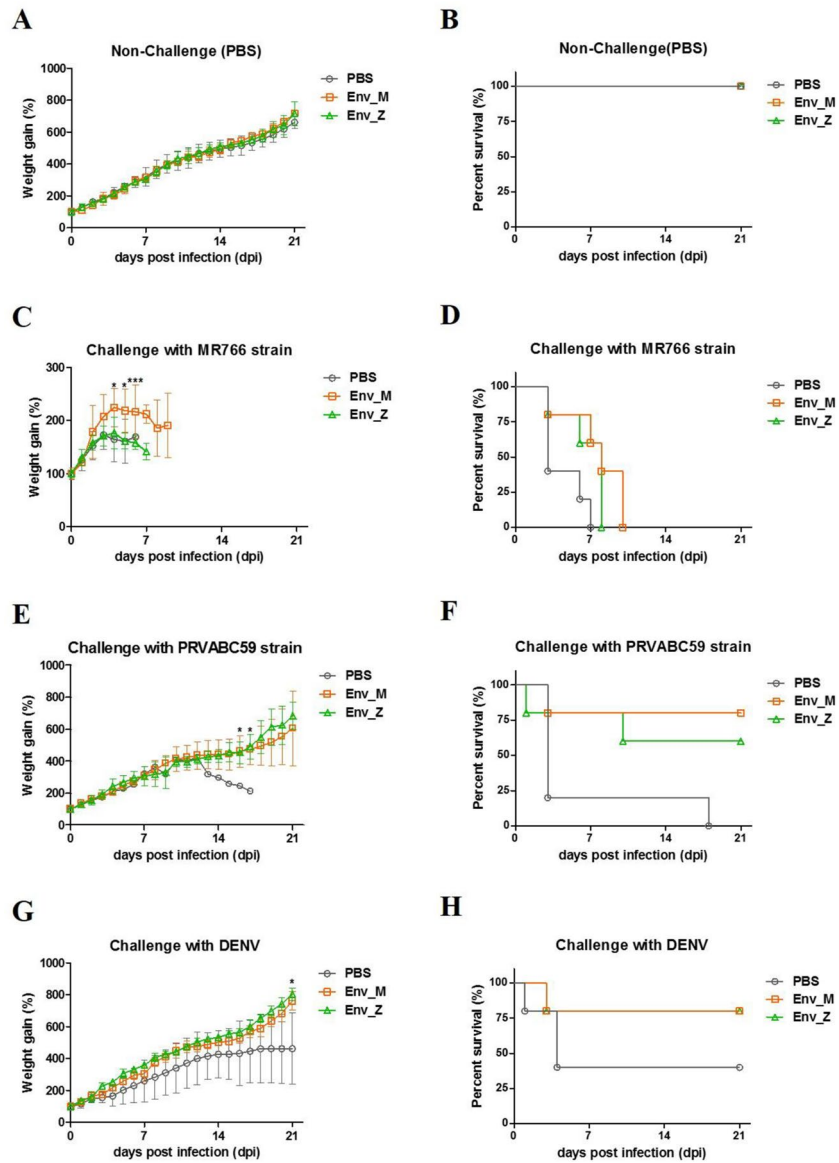 A
Non-Challenge (PBS)
Weight gain (%)
1000
800
600
400
200
0
0 7 14 21
days post infection (dpi)
PBS
Env_M
Env_Z
B
Non-Challenge(PBS)
Percent survival (%)
100
75
50
25
0
0 7 14 21
days post infection (dpi)
PBS
Env_M
Env_Z
C
Challenge with MR766 strain
Weight gain (%)
300
200
100
0
* * ***
0 7 14 21
days post infection (dpi)
PBS
Env_M
Env_Z
D
Challenge with MR766 strain
Percent survival (%)
100
75
50
25
0
0 7 14 21
days post infection (dpi)
PBS
Env_M
Env_Z
E
Challenge with PRVABC59 strain
Weight gain (%)
1000
800
600
400
200
0
* *
0 7 14 21
days post infection (dpi)
PBS
Env_M
Env_Z
F
Challenge with PRVABC59 strain
Percent survival (%)
100
75
50
25
0
0 7 14 21
days post infection (dpi)
PBS
Env_M
Env_Z
G
Challenge with DENV
Weight gain (%)
1000
800
600
400
200
0
*
0 7 14 21
days post infection (dpi)
PBS
Env_M
Env_Z
H
Challenge with DENV
Percent survival (%)
100
75
50
25
0
0 7 14 21
days post infection (dpi)
PBS
Env_M
Env_Z